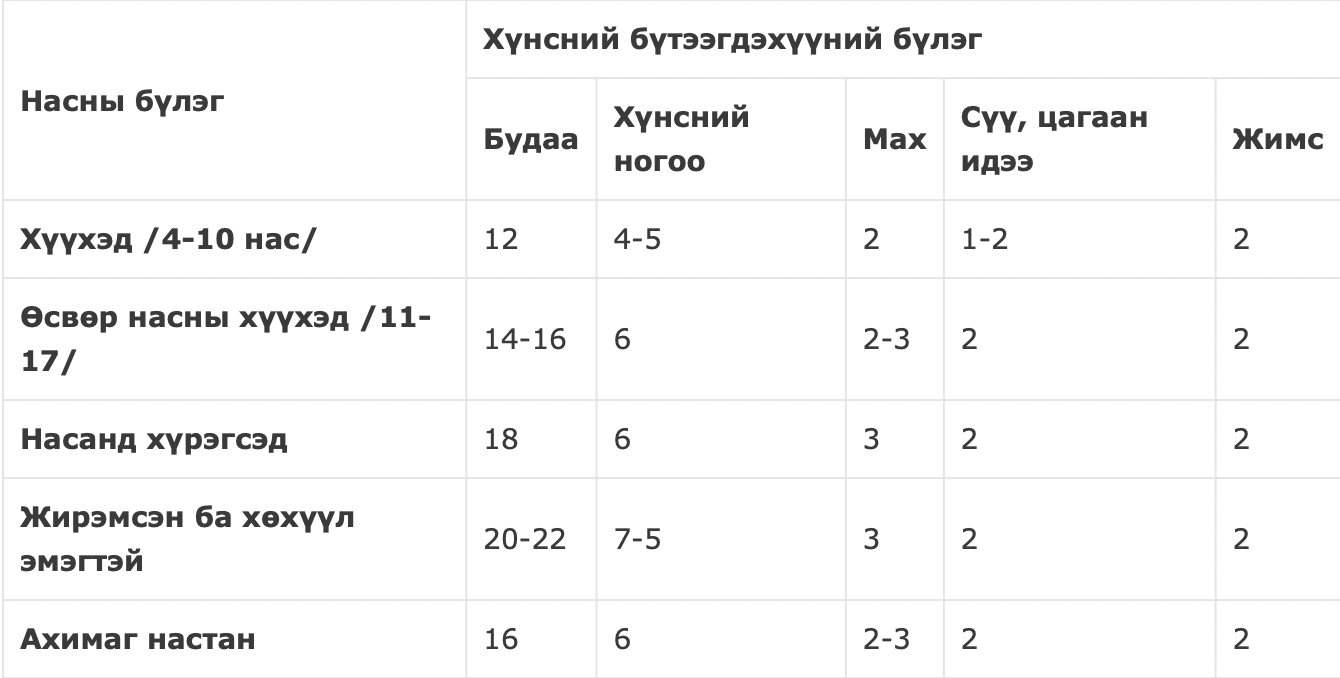 Хүнсний бүтээгдэхүүний бүлэг
Насны бүлэг
Будаа
Хүнсний
ногоо
Мах
Сүү, цагаан
идээ
Жимс
Хүүхэд /4-10 нас/
12
4-5
2
1-2
2
Өсвөр насны хүүхэд /11-
17/
14-16
6
2-3
2
2
Насанд хүрэгсэд
18
6
3
2
2
Жирэмсэн ба хөхүүл
эмэгтэй
20-22
7-5
3
2
2
Ахимаг настан
16
6
2-3
2
2